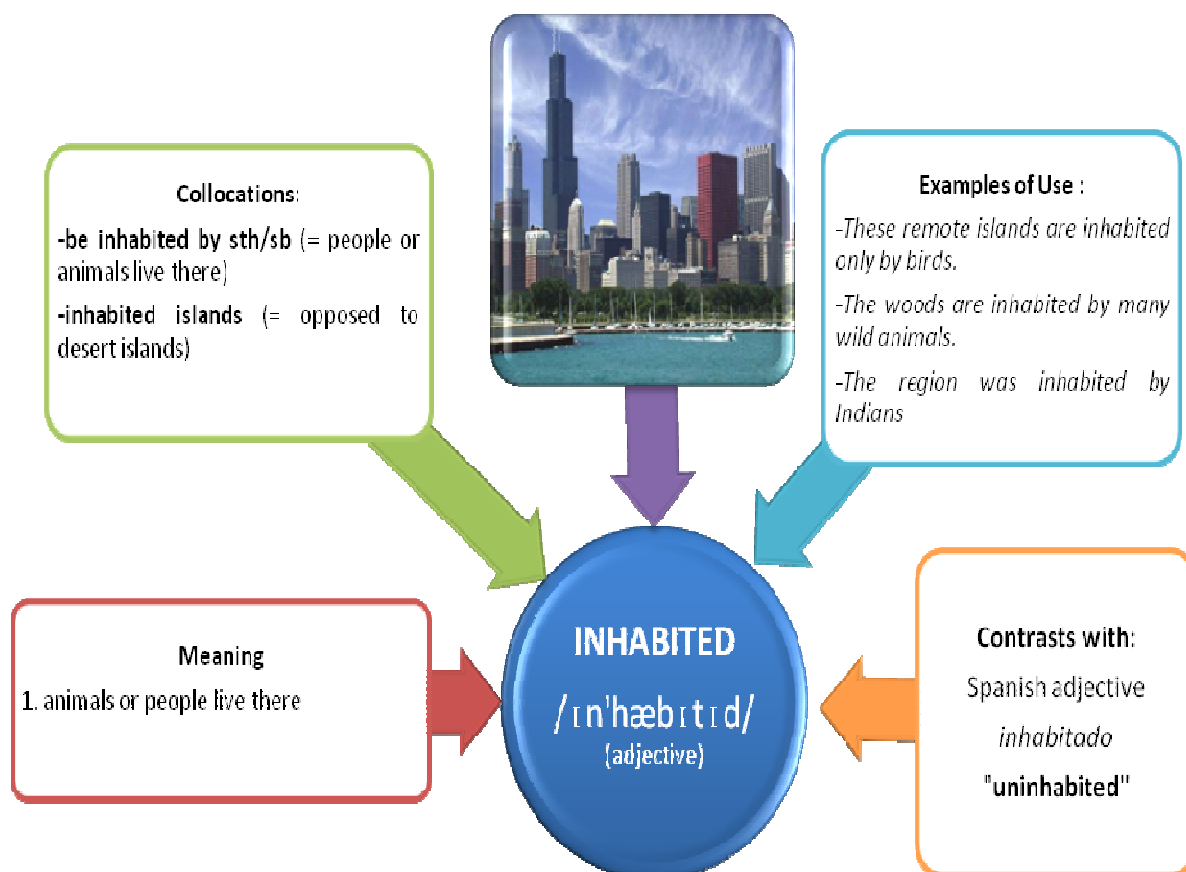 Collocations:
-be inhabited by sth/sb (= people or
animals live there)
-inhabited islands (= opposed to
desert islands)
Examples of Use :
-These remote islands are inhabited
only by birds.
-The woods are inhabited by many
wild animals.
-The region was inhabited by
Indians
Meaning
1. animals or people live there
INHABITED
/ɪn'hæbɪtɪd/
(adjective)
Contrasts with:
Spanish adjective
inhabitado
"uninhabited"